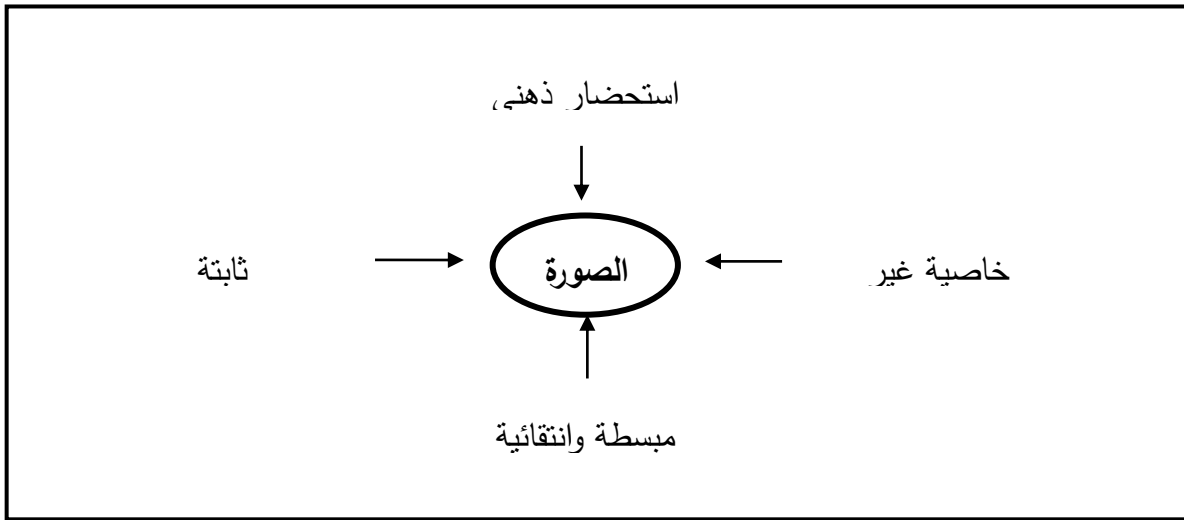 استحضار ذهني
خاصية غير
الصورة
ثابتة
مبسطة وانتقائية